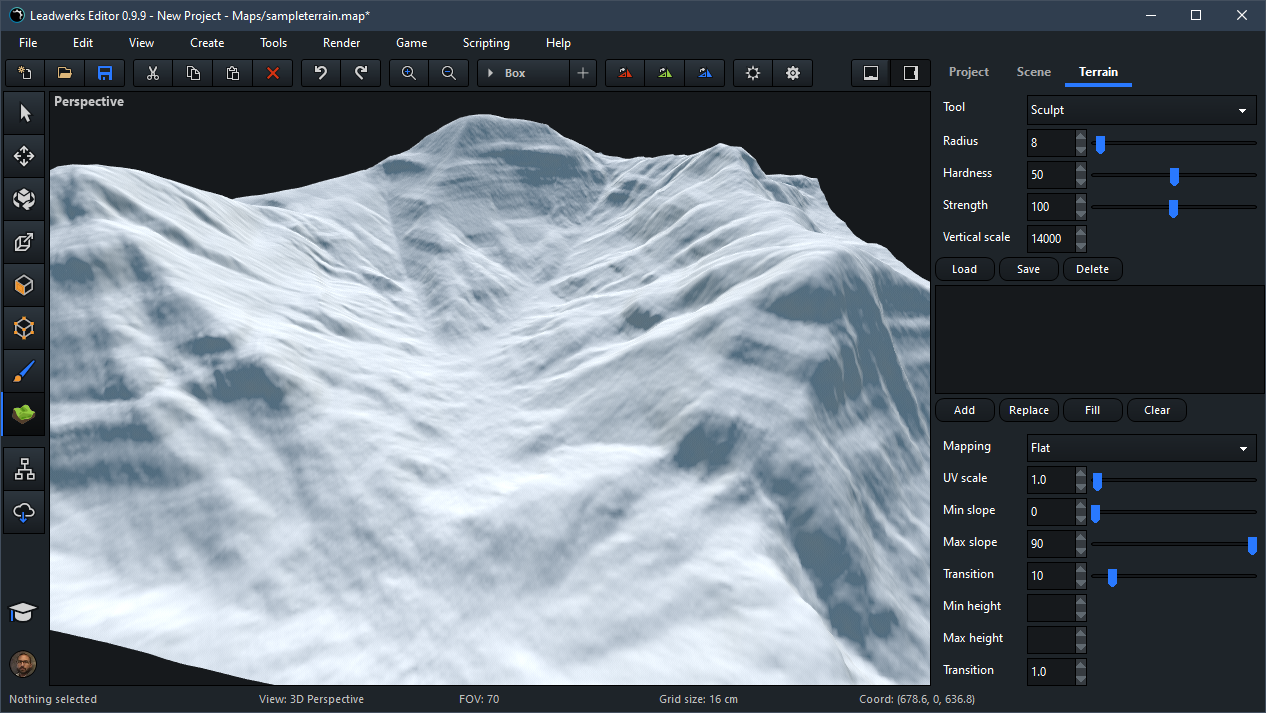 Leadwerks Editor 0.9.9 - New Project - Maps/sampleterrain.map*
File Edit View Create Tools Render Game Scripting Help
Box
Project Scene Terrain
Perspective
Tool Sculpt
Radius 8
Hardness 50
Strength 100
Vertical scale 14000
Load Save Delete
Add Replace Fill Clear
Mapping Flat
UV scale 1.0
Min slope 0
Max slope 90
Transition 10
Min height
Max height
Transition 1.0
Nothing selected View: 3D Perspective FOV: 70 Grid size: 16 cm Coord: (678.6, 0, 636.8)